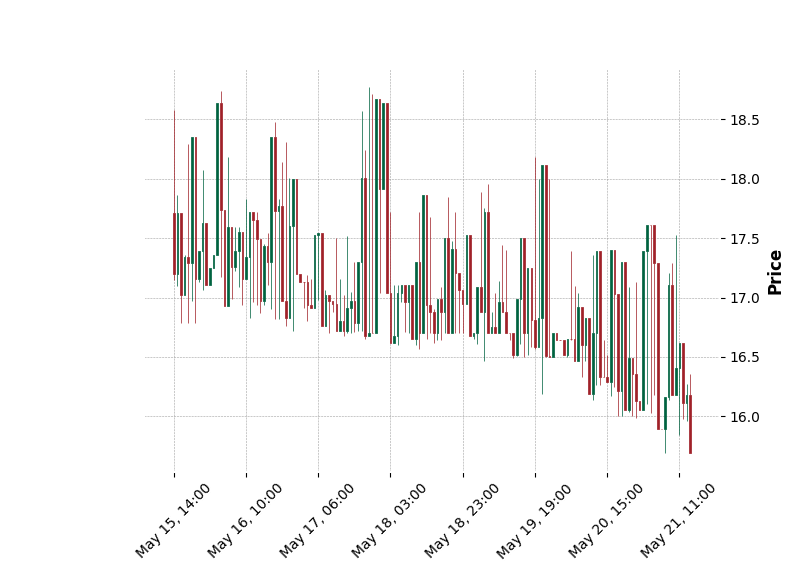 18.5
18.0
17.5
17.0
16.5
16.0
Price
May 15, 14:00
May 16, 10:00
May 17, 06:00
May 18, 03:00
May 18, 23:00
May 19, 19:00
May 20, 15:00
May 21, 11:00